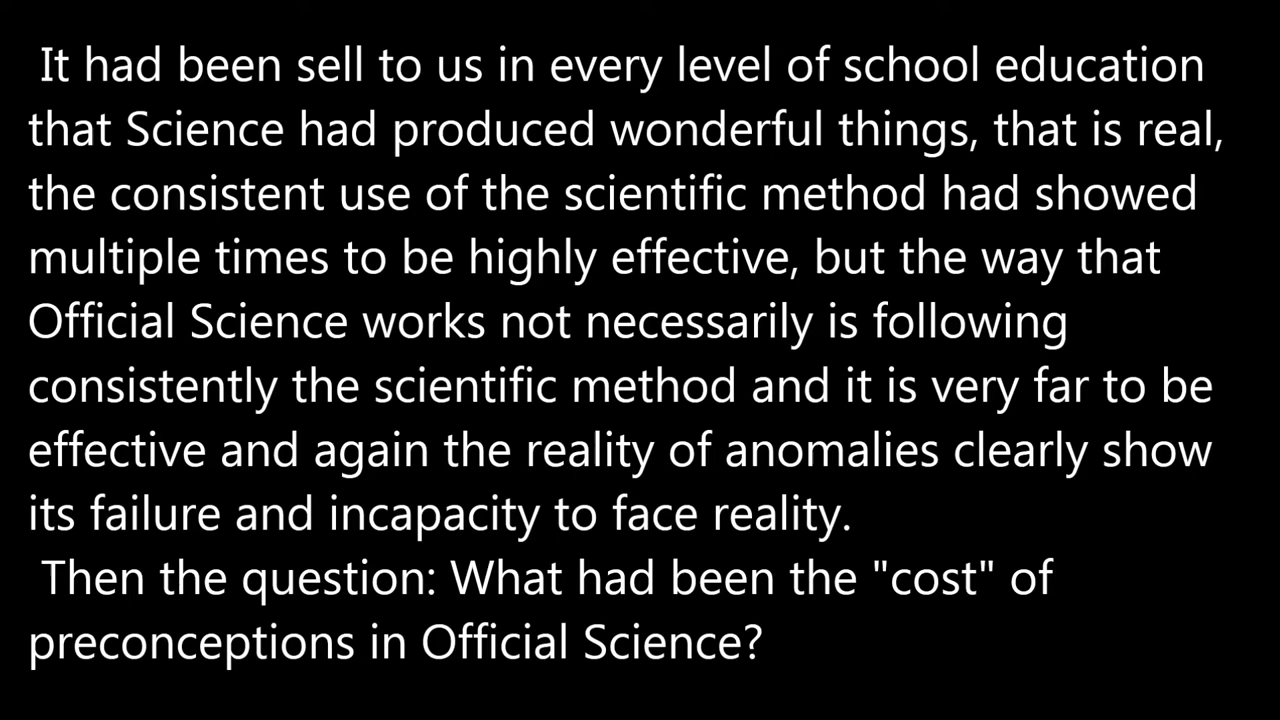 It had been sell to us in every level of school education
that Science had produced wonderful things, that is real,
the consistent use of the scientific method had showed
multiple times to be highly effective, but the way that
Official Science works not necessarily is following
consistently the scientific method and it is very far to be
effective and again the reality of anomalies clearly show
its failure and incapacity to face reality.
Then the question: What had been the "cost" of
preconceptions in Official Science?